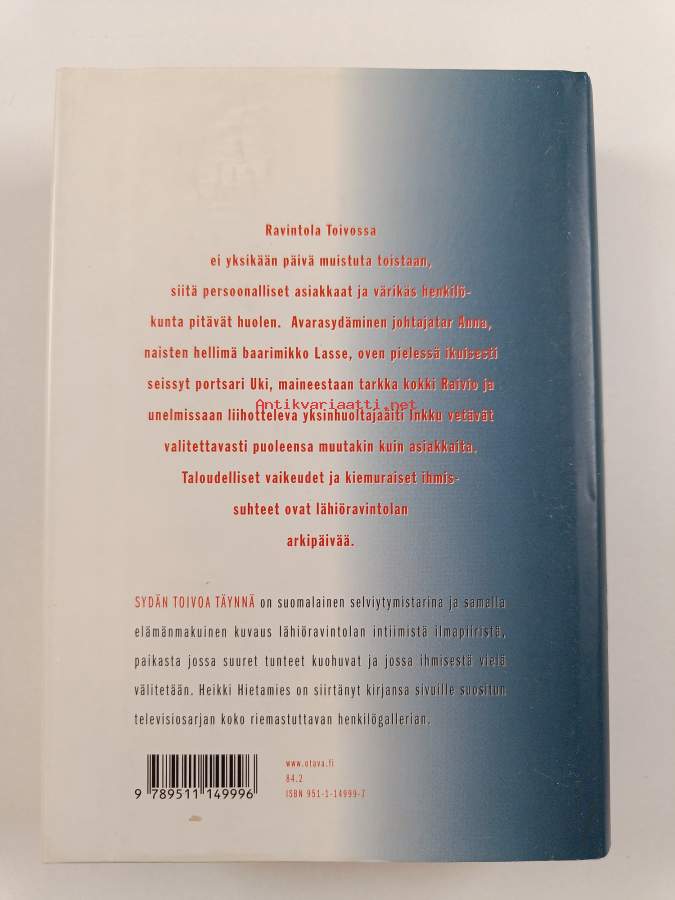 Ravintola Toivossa
ei yksikään päivä muistuta toistaan,
siitä persoonalliset asiakkaat ja värikäs henkilö-
kunta pitävät huolen. Avarasydäminen johtajatar Anna,
naisten hellimä baarimikko Lasse, oven pielessä ikuisesti
seissyt portsari Uki, maineestaan tarkka kokki Raivio ja
Antikvariaatti.net
unelmissaan liihotteleva yksinhuoltajaäiti Inkku vetävät
valitettavasti puoleensa muutakin kuin asiakkaita.
Taloudelliset vaikeudet ja kiemuraiset ihmis-
suhteet ovat lähiöravintolan
arkipäivää.
SYDÄN TOIVOA TÄYNNÄ on suomalainen selviytymistarina ja samalla
elämänmakuinen kuvaus lähiöravintolan intiimistä ilmapiiristä,
paikasta jossa suuret tunteet kuohuvat ja jossa ihmisestä vielä
välitetään. Heikki Hietamies on siirtänyt kirjansa sivuille suositun
televisiosarjan koko riemastuttavan henkilögallerian.
www.otava.fi
84.2
ISBN 951-1-14999-7
9 789511 149996